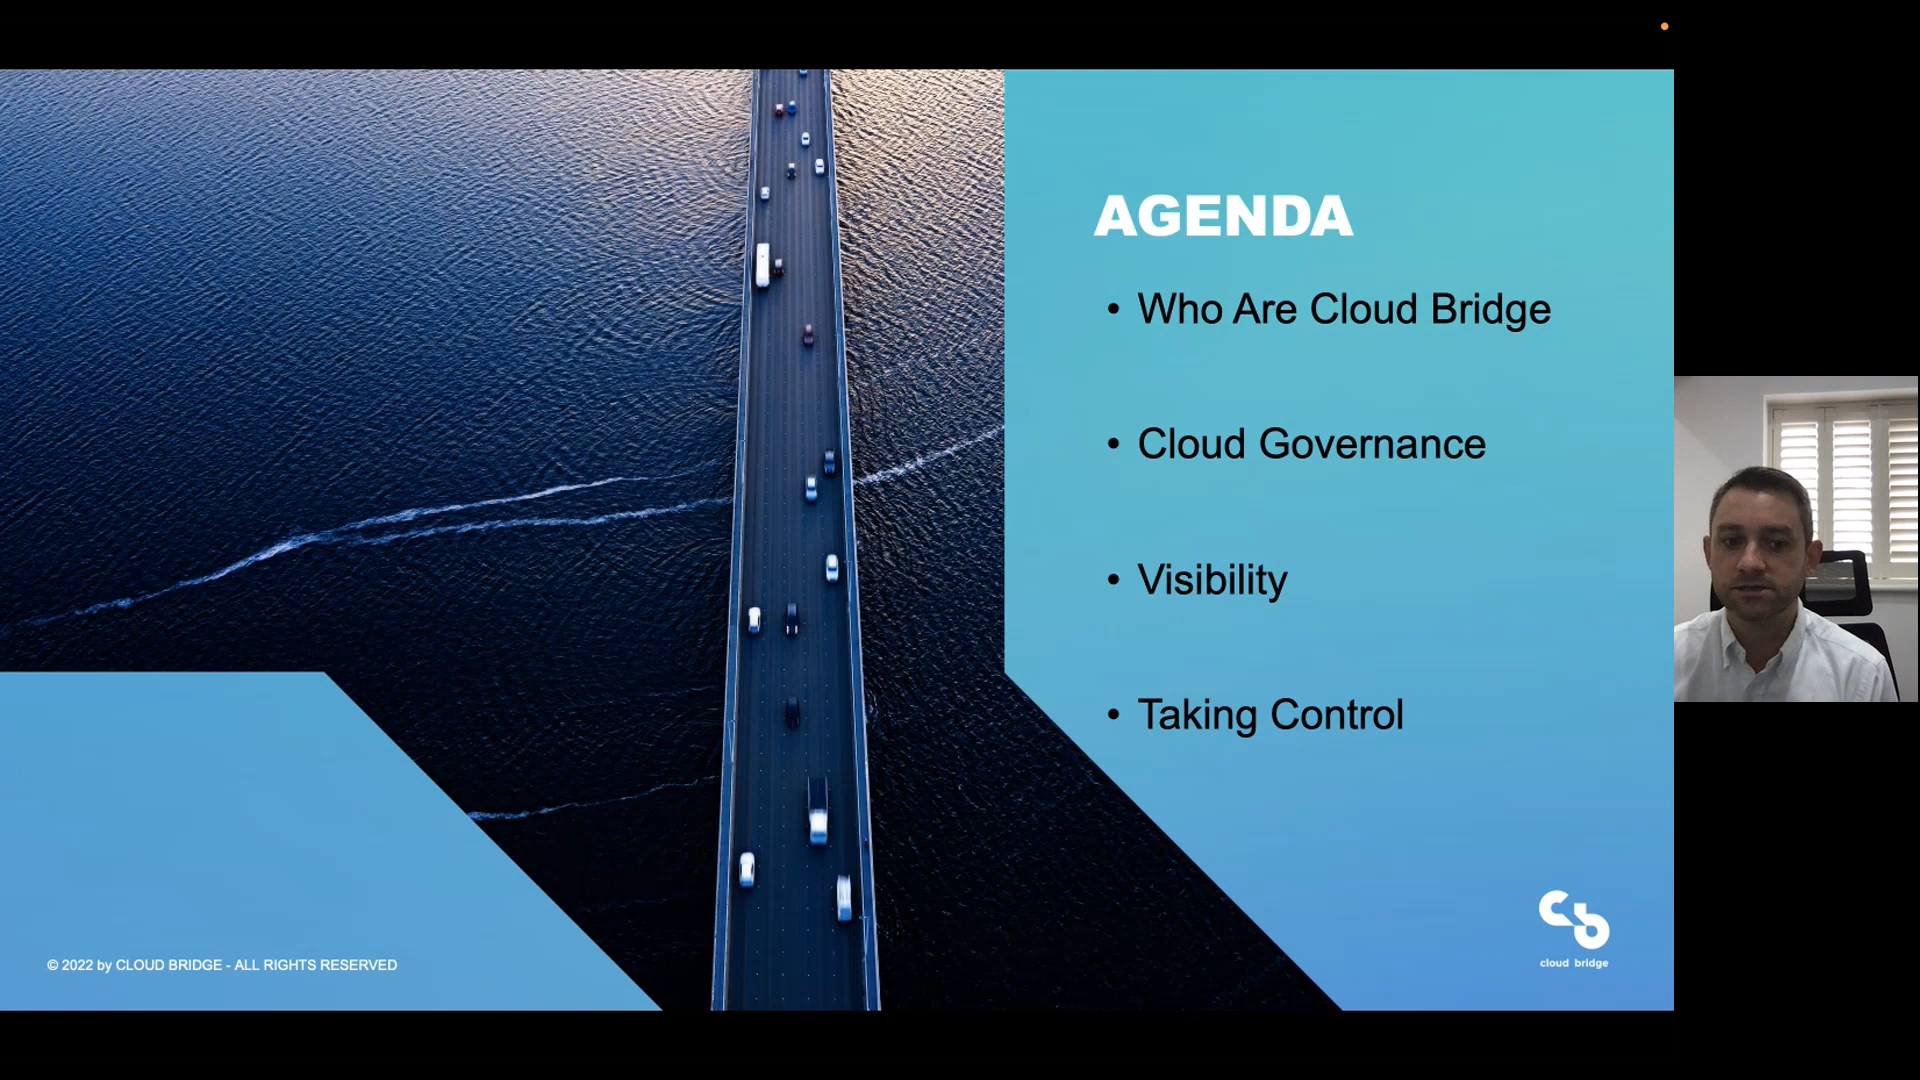 AGENDA
• Who Are Cloud Bridge
• Cloud Governance
• Visibility
• Taking Control
cb
cloud bridge
© 2022 by CLOUD BRIDGE - ALL RIGHTS RESERVED